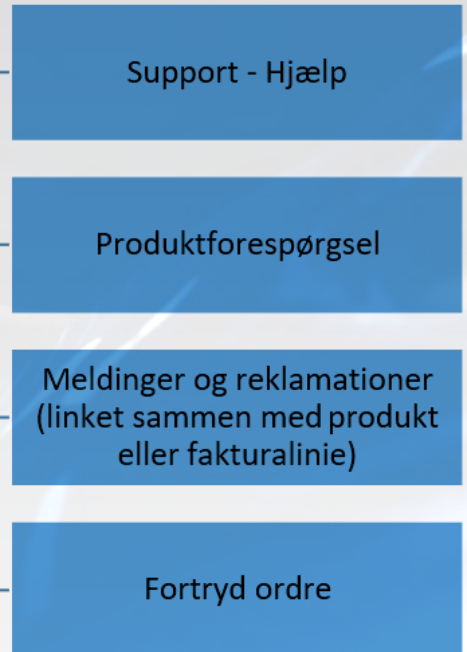 Support - Hjælp
Produktforespørgsel
Meldinger og reklamationer
(linket sammen med produkt
eller fakturalinie)
Fortryd ordre